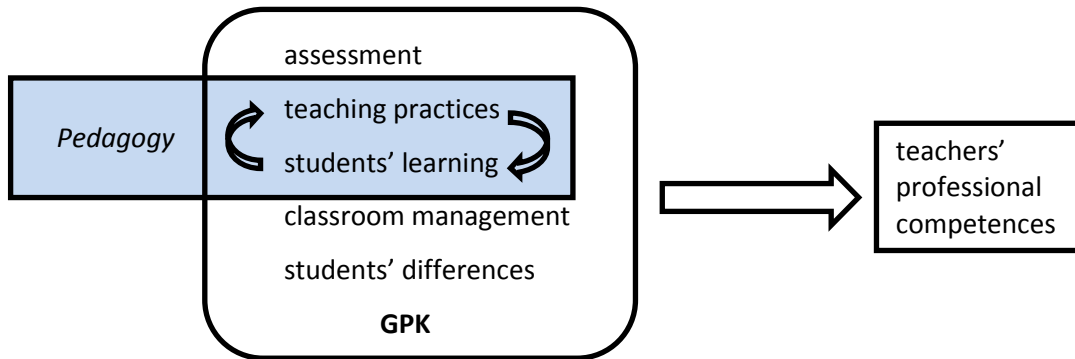 assessment
teaching practices
Pedagogy
students’ learning
teachers’
professional
competences
classroom management
students’ differences
GPK